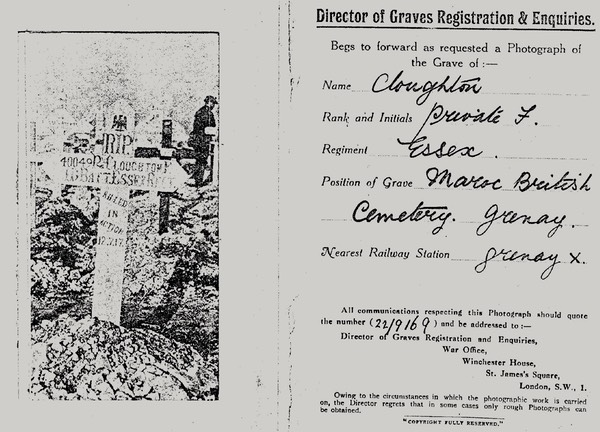 RIP
40049 Pte CLOUGHTON F
ESSEX
KILLED
IN
ACTION
Director of Graves Registration & Enquiries.
Begs to forward as requested a Photograph of
the Grave of :—
Name Cloughton
Rank and Initials Private F.
Regiment Essex.
Position of Grave Maroc British
Cemetery. Grenay.
Nearest Railway Station Grenay x.
All communications respecting this Photograph should quote
the number (22/9169) and be addressed to :—
Director of Graves Registration and Enquiries,
War Office,
Winchester House,
St. James's Square,
London, S.W., 1.
Owing to the circumstances in which the photographic work is carried
on, the Director regrets that in some cases only rough Photographs can
be obtained.
"COPYRIGHT FULLY RESERVED."